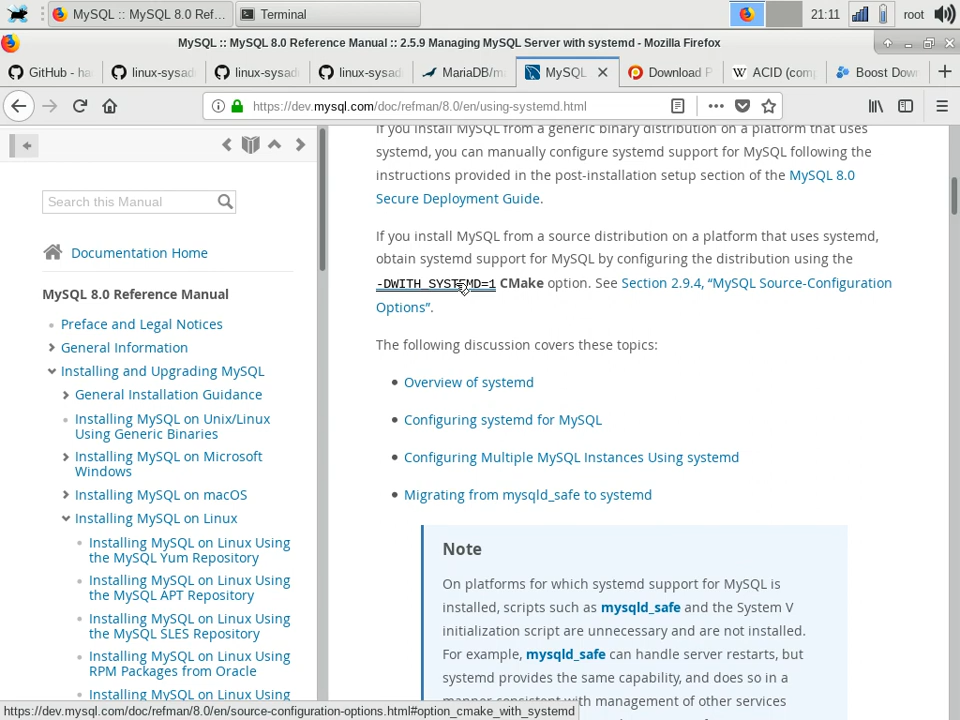 MySQL :: MySQL 8.0 Ref...
Terminal
21:11
root
MySQL :: MySQL 8.0 Reference Manual :: 2.5.9 Managing MySQL Server with systemd - Mozilla Firefox
GitHub - ha
linux-sysad
linux-sysad
linux-sysad
MariaDB/m
MySQL
Download P
ACID (com
Boost Dow
https://dev.mysql.com/doc/refman/8.0/en/using-systemd.html
Search this Manual
Documentation Home
MySQL 8.0 Reference Manual
Preface and Legal Notices
General Information
Installing and Upgrading MySQL
General Installation Guidance
Installing MySQL on Unix/Linux
Using Generic Binaries
Installing MySQL on Microsoft
Windows
Installing MySQL on macOS
Installing MySQL on Linux
Installing MySQL on Linux Using
the MySQL Yum Repository
Installing MySQL on Linux Using
the MySQL APT Repository
Installing MySQL on Linux Using
the MySQL SLES Repository
Installing MySQL on Linux Using
RPM Packages from Oracle
Installing MySQL on Linux Using
If you install MySQL from a generic binary distribution on a platform that uses
systemd, you can manually configure systemd support for MySQL following the
instructions provided in the post-installation setup section of the MySQL 8.0
Secure Deployment Guide.
If you install MySQL from a source distribution on a platform that uses systemd,
obtain systemd support for MySQL by configuring the distribution using the
-DWITH_SYSTEMD=1 CMake option. See Section 2.9.4, “MySQL Source-Configuration
Options”.
The following discussion covers these topics:
• Overview of systemd
• Configuring systemd for MySQL
• Configuring Multiple MySQL Instances Using systemd
• Migrating from mysqld_safe to systemd
Note
On platforms for which systemd support for MySQL is
installed, scripts such as mysqld_safe and the System V
initialization script are unnecessary and are not installed.
For example, mysqld_safe can handle server restarts, but
systemd provides the same capability, and does so in a
manner consistent with management of other services
https://dev.mysql.com/doc/refman/8.0/en/source-configuration-options.html#option_cmake_with_systemd